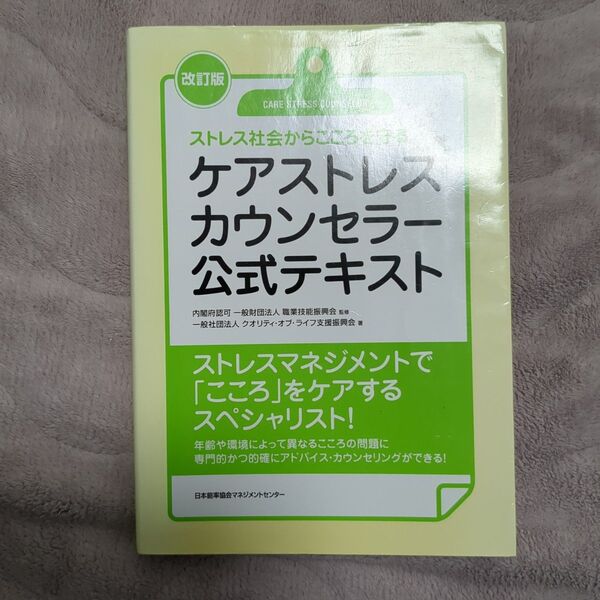 改訂版
CARE STRESS COUNSELOR
ストレス社会からこころを守る
ケアストレス
カウンセラー
公式テキスト
内閣府認可 一般財団法人 職業技能振興会 監修
一般社団法人 クオリティ・オブ・ライフ支援振興会 著
ストレスマネジメントで
「こころ」をケアする
スペシャリスト!
年齢や環境によって異なるこころの問題に
専門的かつ的確にアドバイス・カウンセリングができる!
日本能率協会マネジメントセンター